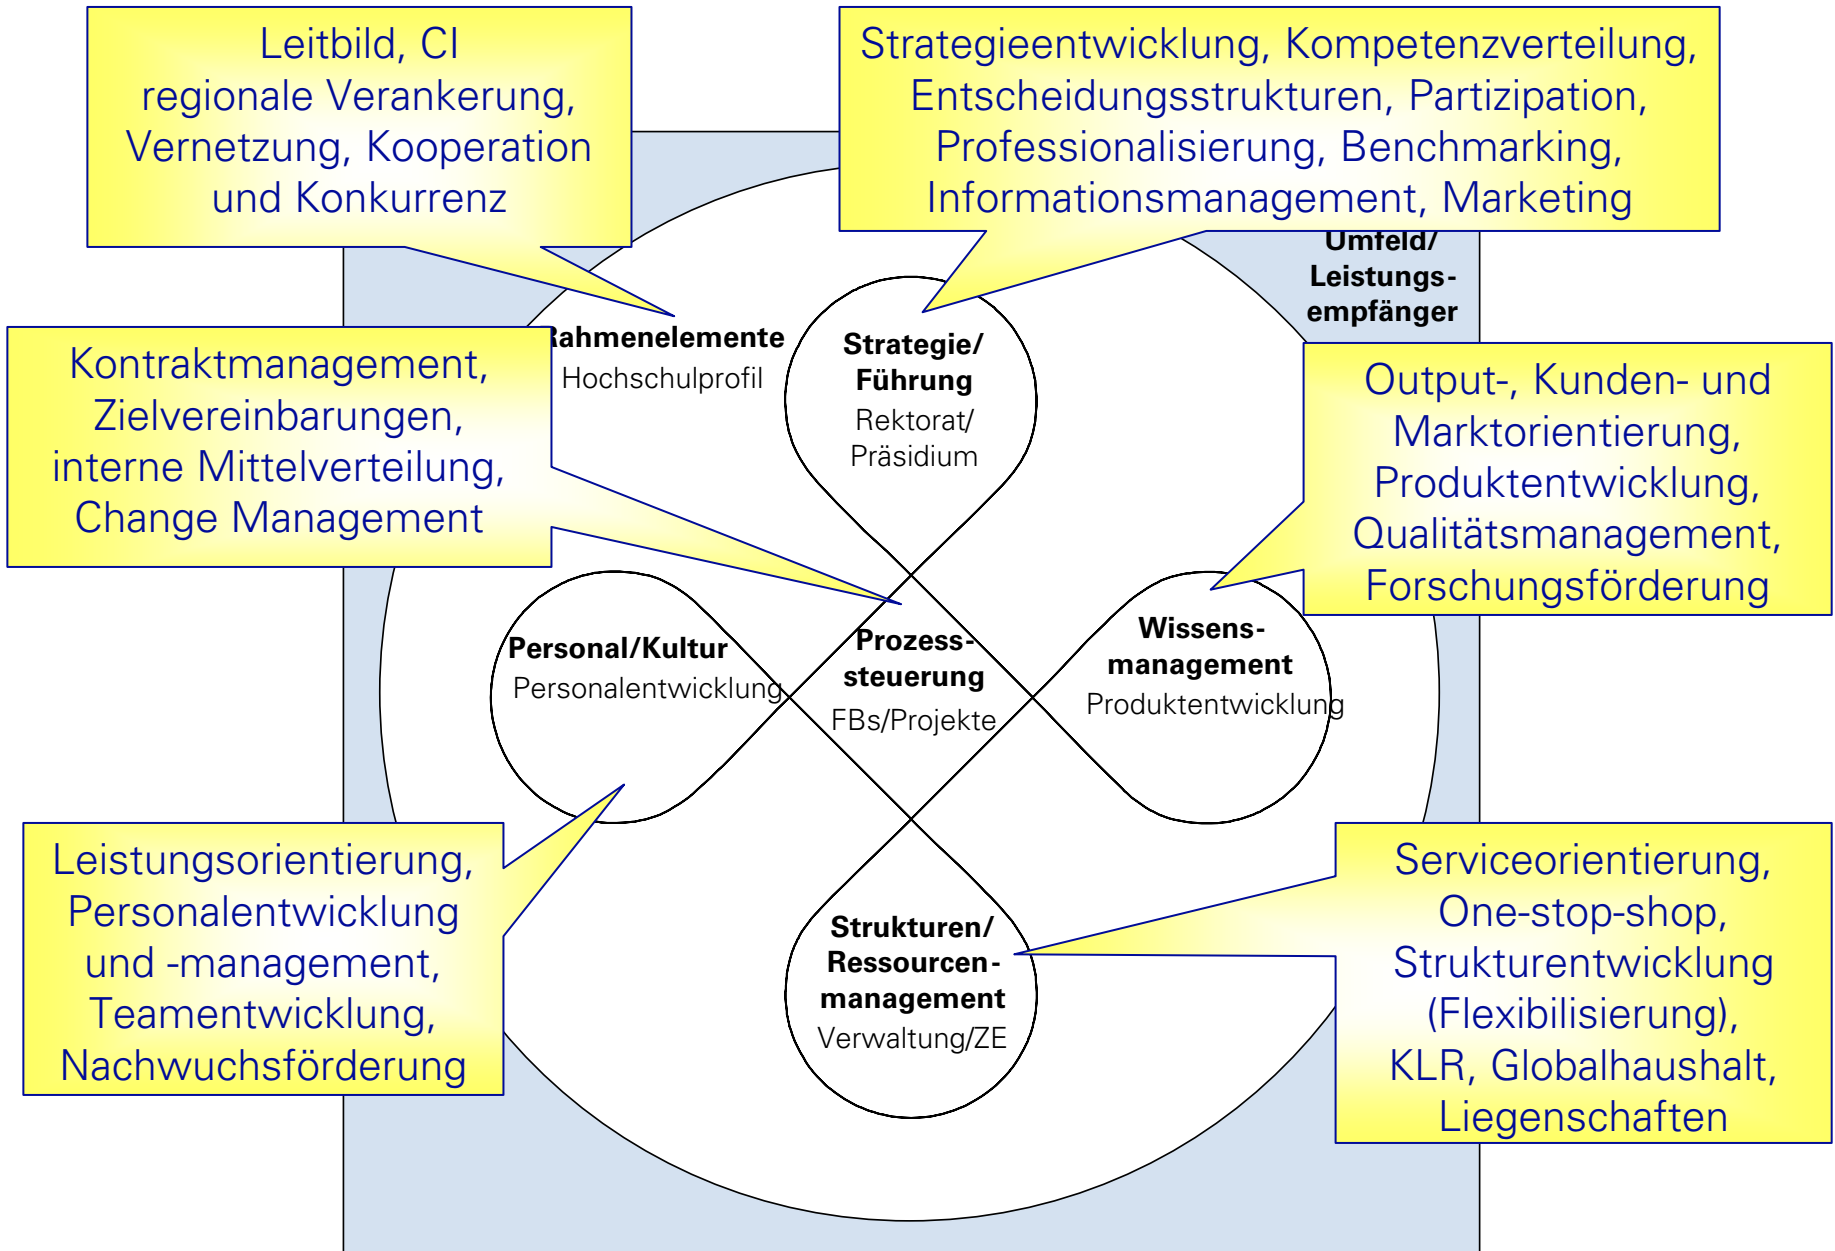 Leitbild, CI
regionale Verankerung,
Vernetzung, Kooperation
und Konkurrenz
Strategieentwicklung, Kompetenzverteilung,
Entscheidungsstrukturen, Partizipation,
Professionalisierung, Benchmarking,
Informationsmanagement, Marketing
Umfeld/
Leistungs-
empfänger
Rahmenelemente
Hochschulprofil
Strategie/
Führung
Rektorat/
Präsidium
Kontraktmanagement,
Zielvereinbarungen,
interne Mittelverteilung,
Change Management
Output-, Kunden- und
Marktorientierung,
Produktentwicklung,
Qualitätsmanagement,
Forschungsförderung
Personal/Kultur
Personalentwicklung
Prozess-
steuerung
FBs/Projekte
Wissens-
management
Produktentwicklung
Leistungsorientierung,
Personalentwicklung
und -management,
Teamentwicklung,
Nachwuchsförderung
Strukturen/
Ressourcen-
management
Verwaltung/ZE
Serviceorientierung,
One-stop-shop,
Strukturentwicklung
(Flexibilisierung),
KLR, Globalhaushalt,
Liegenschaften